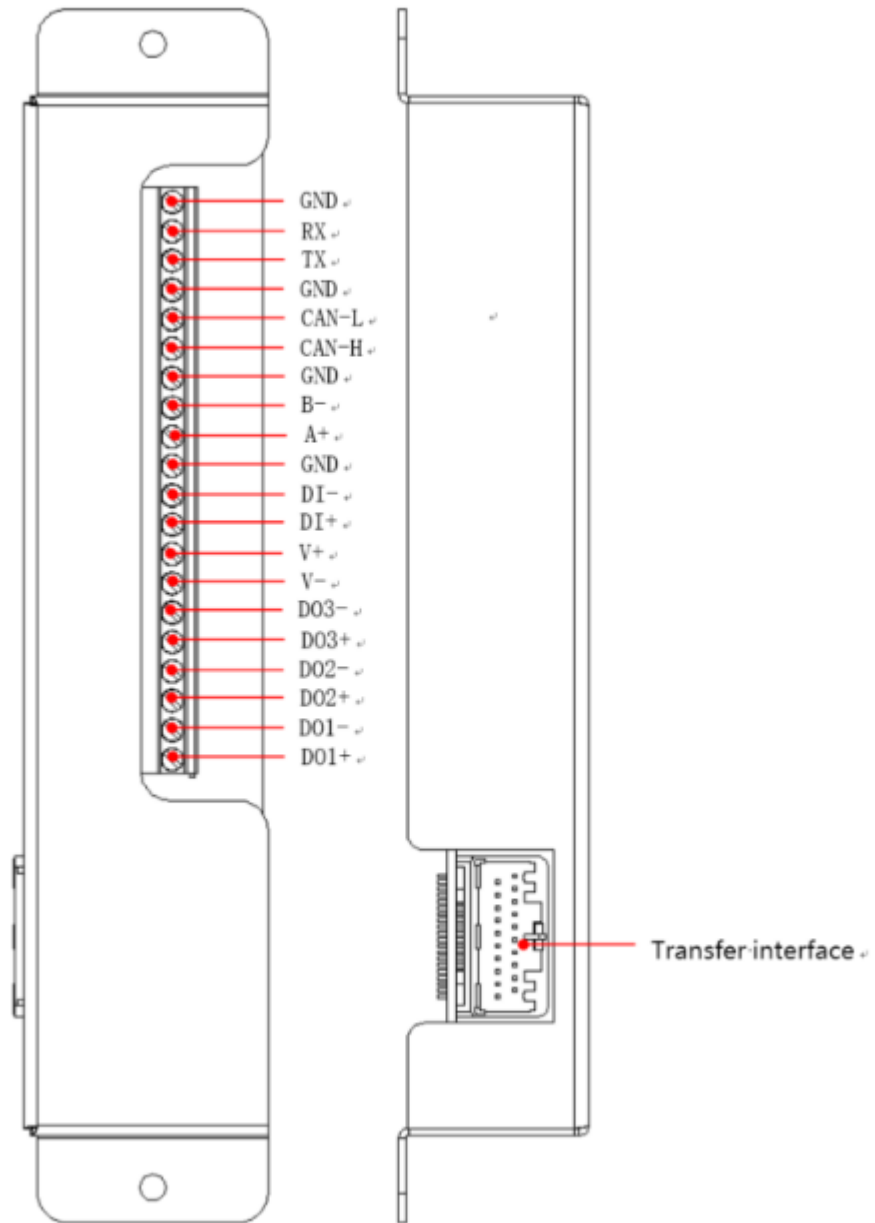 GND
RX
TX
GND
CAN-L
CAN-H
GND
B-
A+
GND
DI-
DI+
V+
V-
DO3-
DO3+
DO2-
DO2+
DO1-
DO1+
Transfer·interface